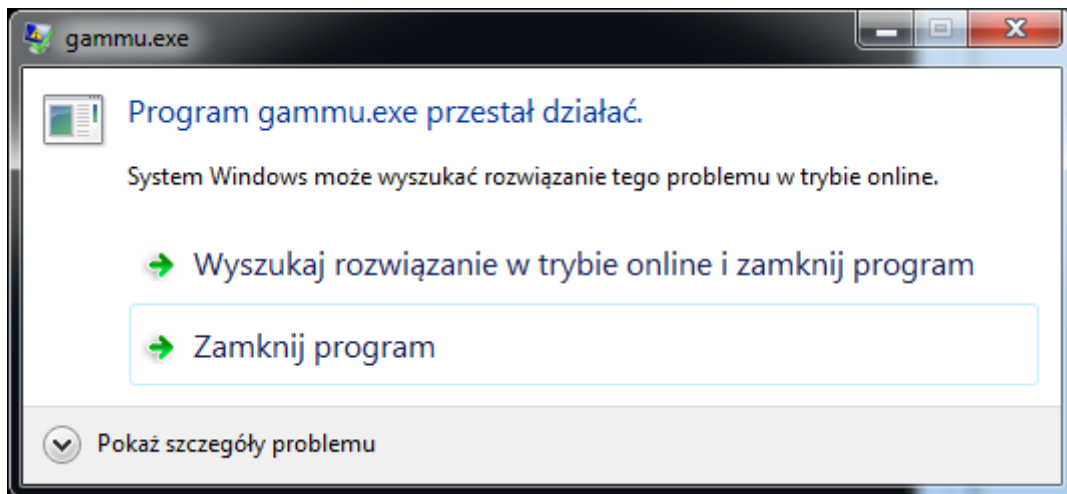 gammu.exe
Program gammu.exe przestał działać.
System Windows może wyszukać rozwiązanie tego problemu w trybie online.
Wyszukaj rozwiązanie w trybie online i zamknij program
Zamknij program
Pokaż szczegóły problemu